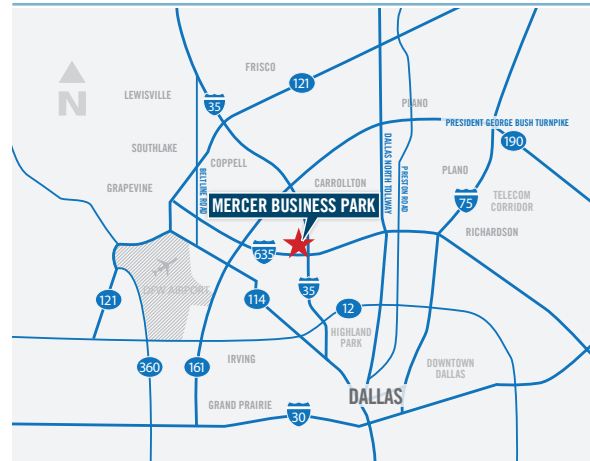 FRISCO
121
N
LEWISVILLE
35
PLANO
PRESIDENT GEORGE BUSH TURNPIKE
190
SOUTHLAKE
COPPELL
BELTLINE ROAD
DALLAS NORTH TOLLWAY
PRESTON ROAD
PLANO
GRAPEVINE
CARROLLTON
75
TELECOM
CORRIDOR
MERCER BUSINESS PARK
RICHARDSON
635
DFW AIRPORT
121
114
35
12
HIGHLAND
PARK
360
161
IRVING
DOWNTOWN
DALLAS
DALLAS
GRAND PRAIRIE
30